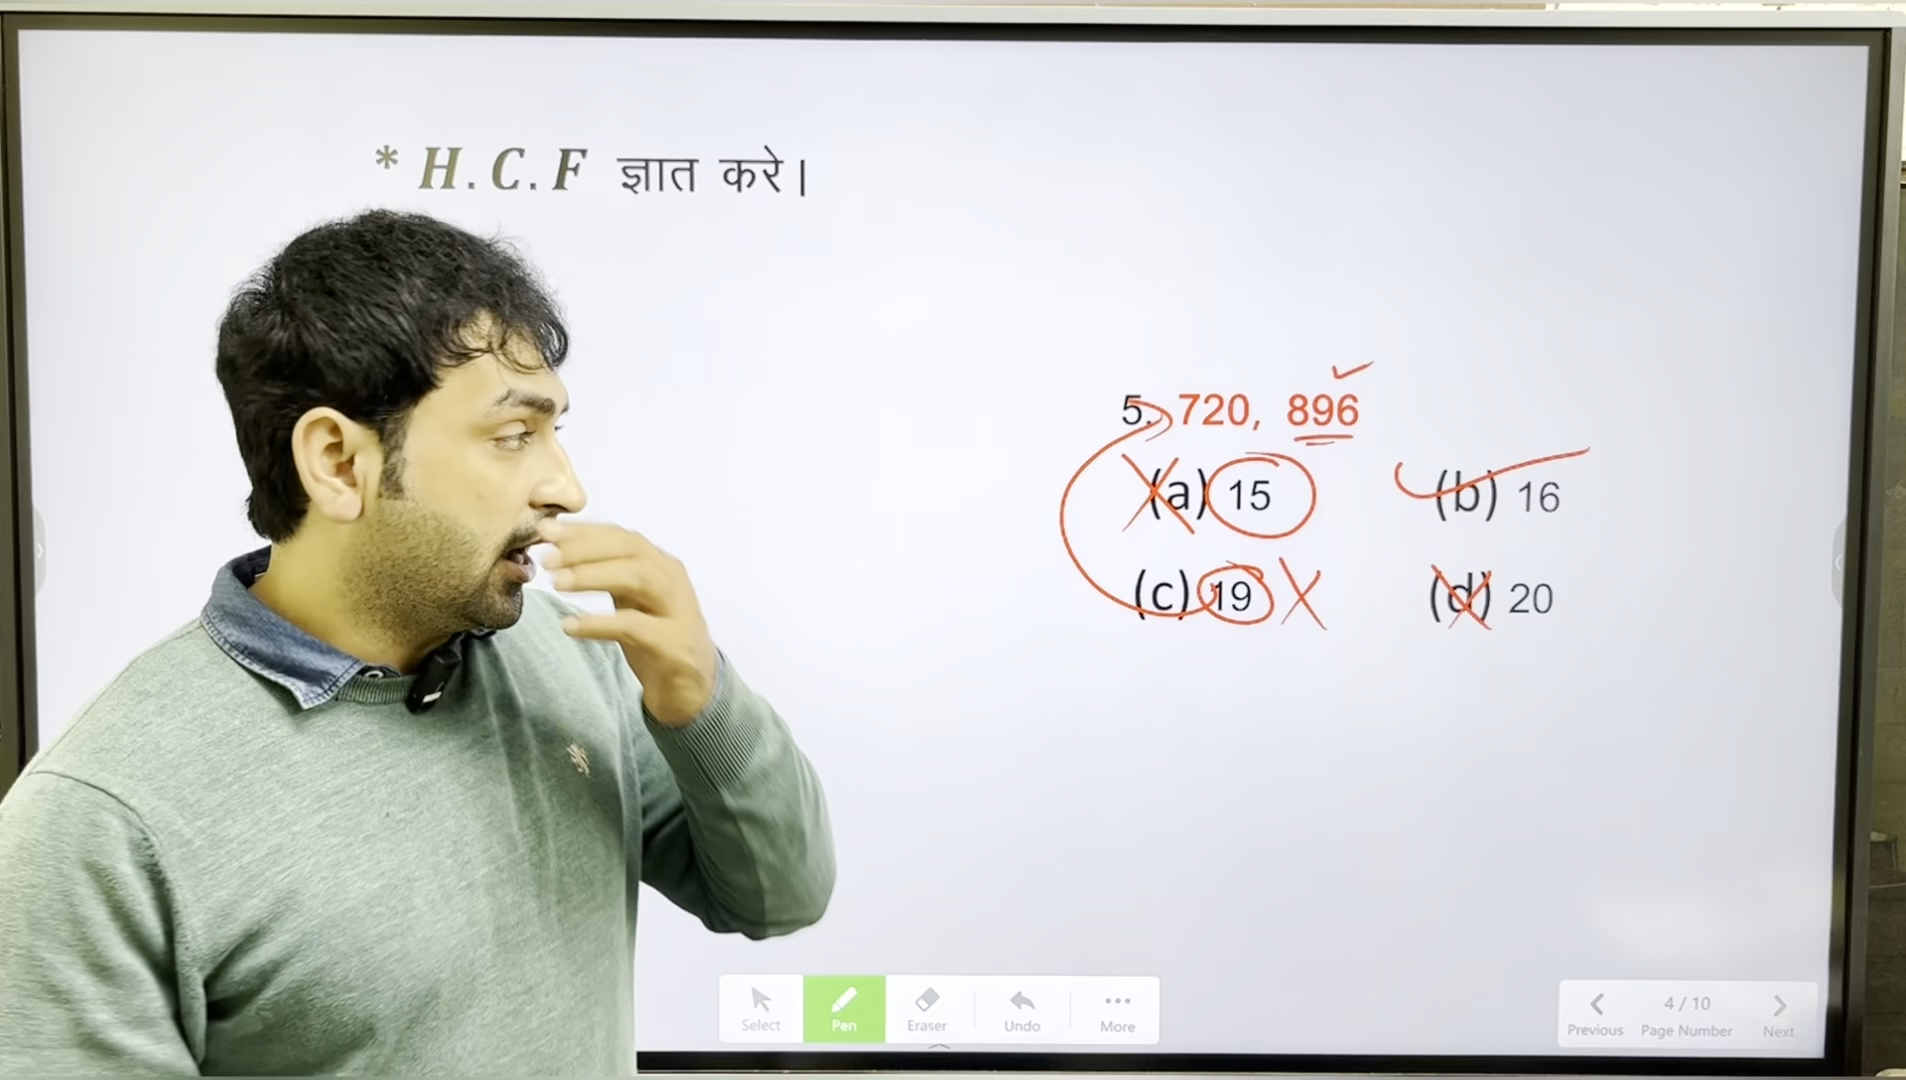 * H.C.F ज्ञात करे।
5. 720, 896
(a) 15 (b) 16
(c) 19 (d) 20
Select Pen Eraser Undo More
4 / 10
Previous Page Number Next